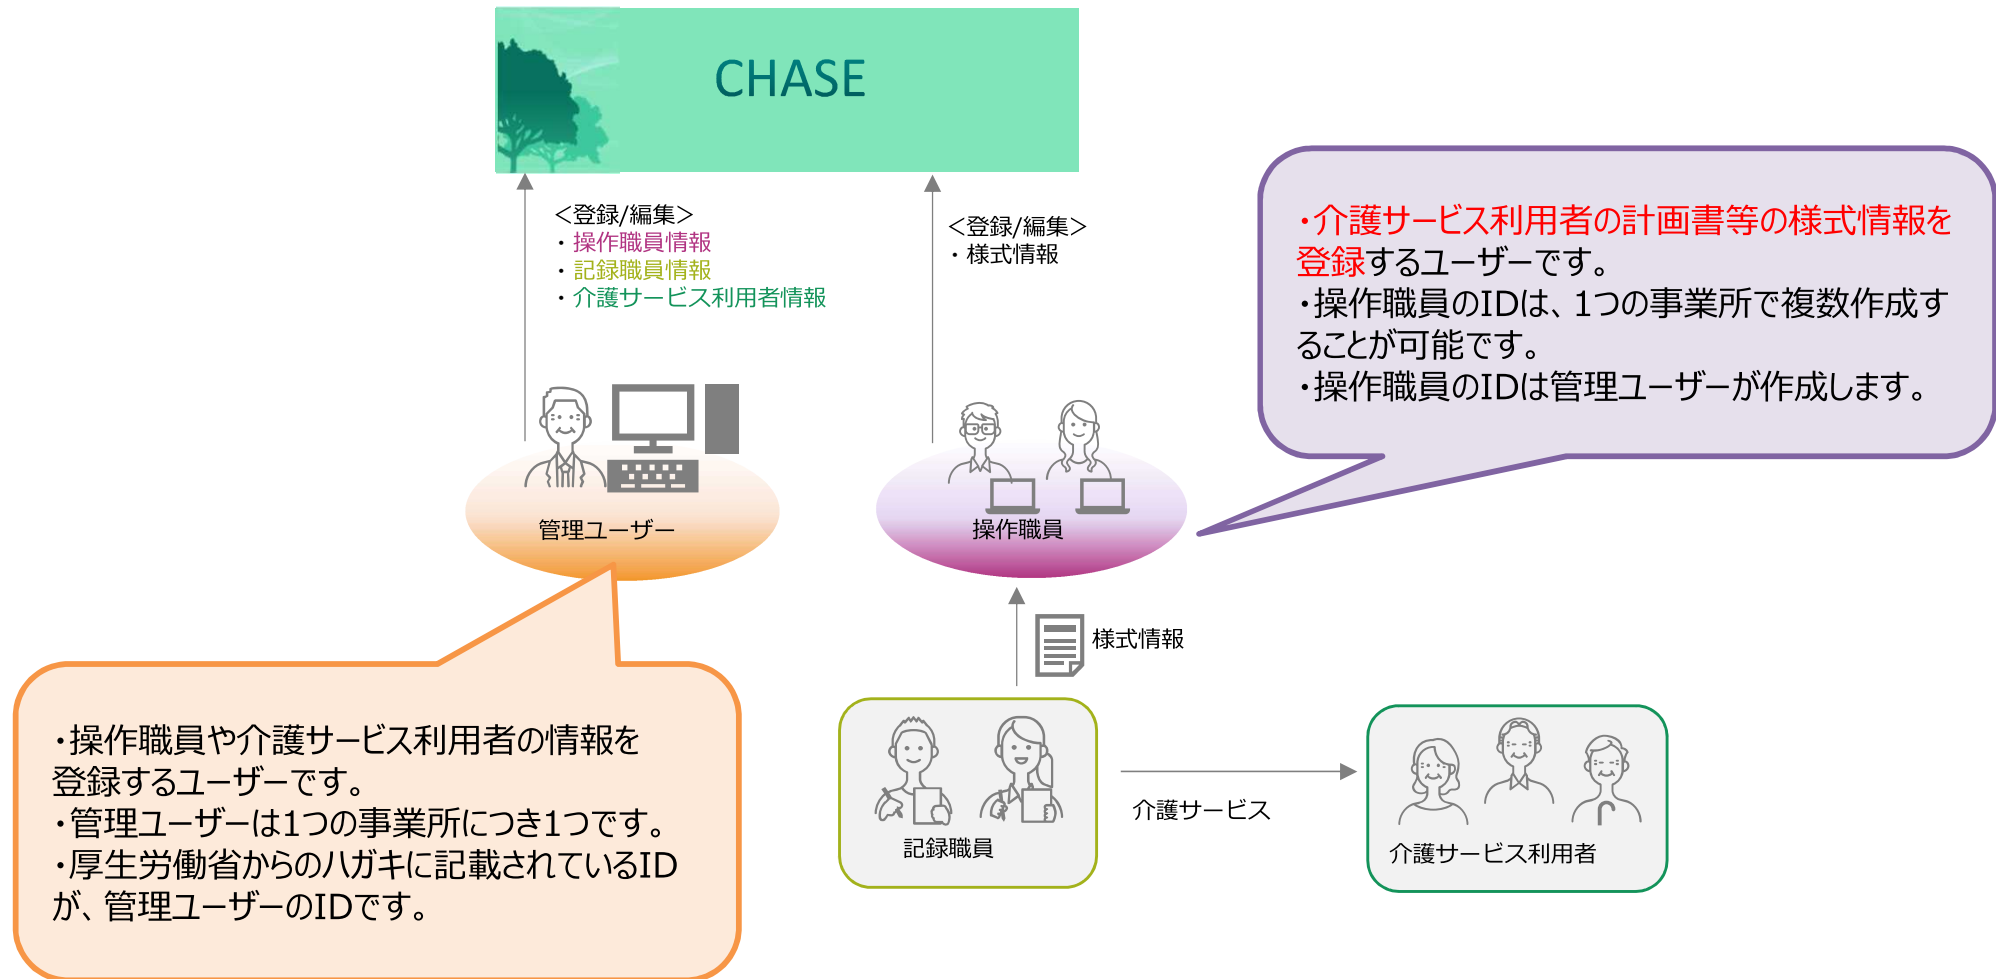 CHASE
＜登録/編集＞
・操作職員情報
・記録職員情報
・介護サービス利用者情報
＜登録/編集＞
・様式情報
・介護サービス利用者の計画書等の様式情報を
登録するユーザーです。
・操作職員のIDは、1つの事業所で複数作成す
ることが可能です。
・操作職員のIDは管理ユーザーが作成します。
管理ユーザー
操作職員
様式情報
・操作職員や介護サービス利用者の情報を
登録するユーザーです。
・管理ユーザーは1つの事業所につき1つです。
・厚生労働省からのハガキに記載されているID
が、管理ユーザーのIDです。
記録職員
介護サービス
介護サービス利用者